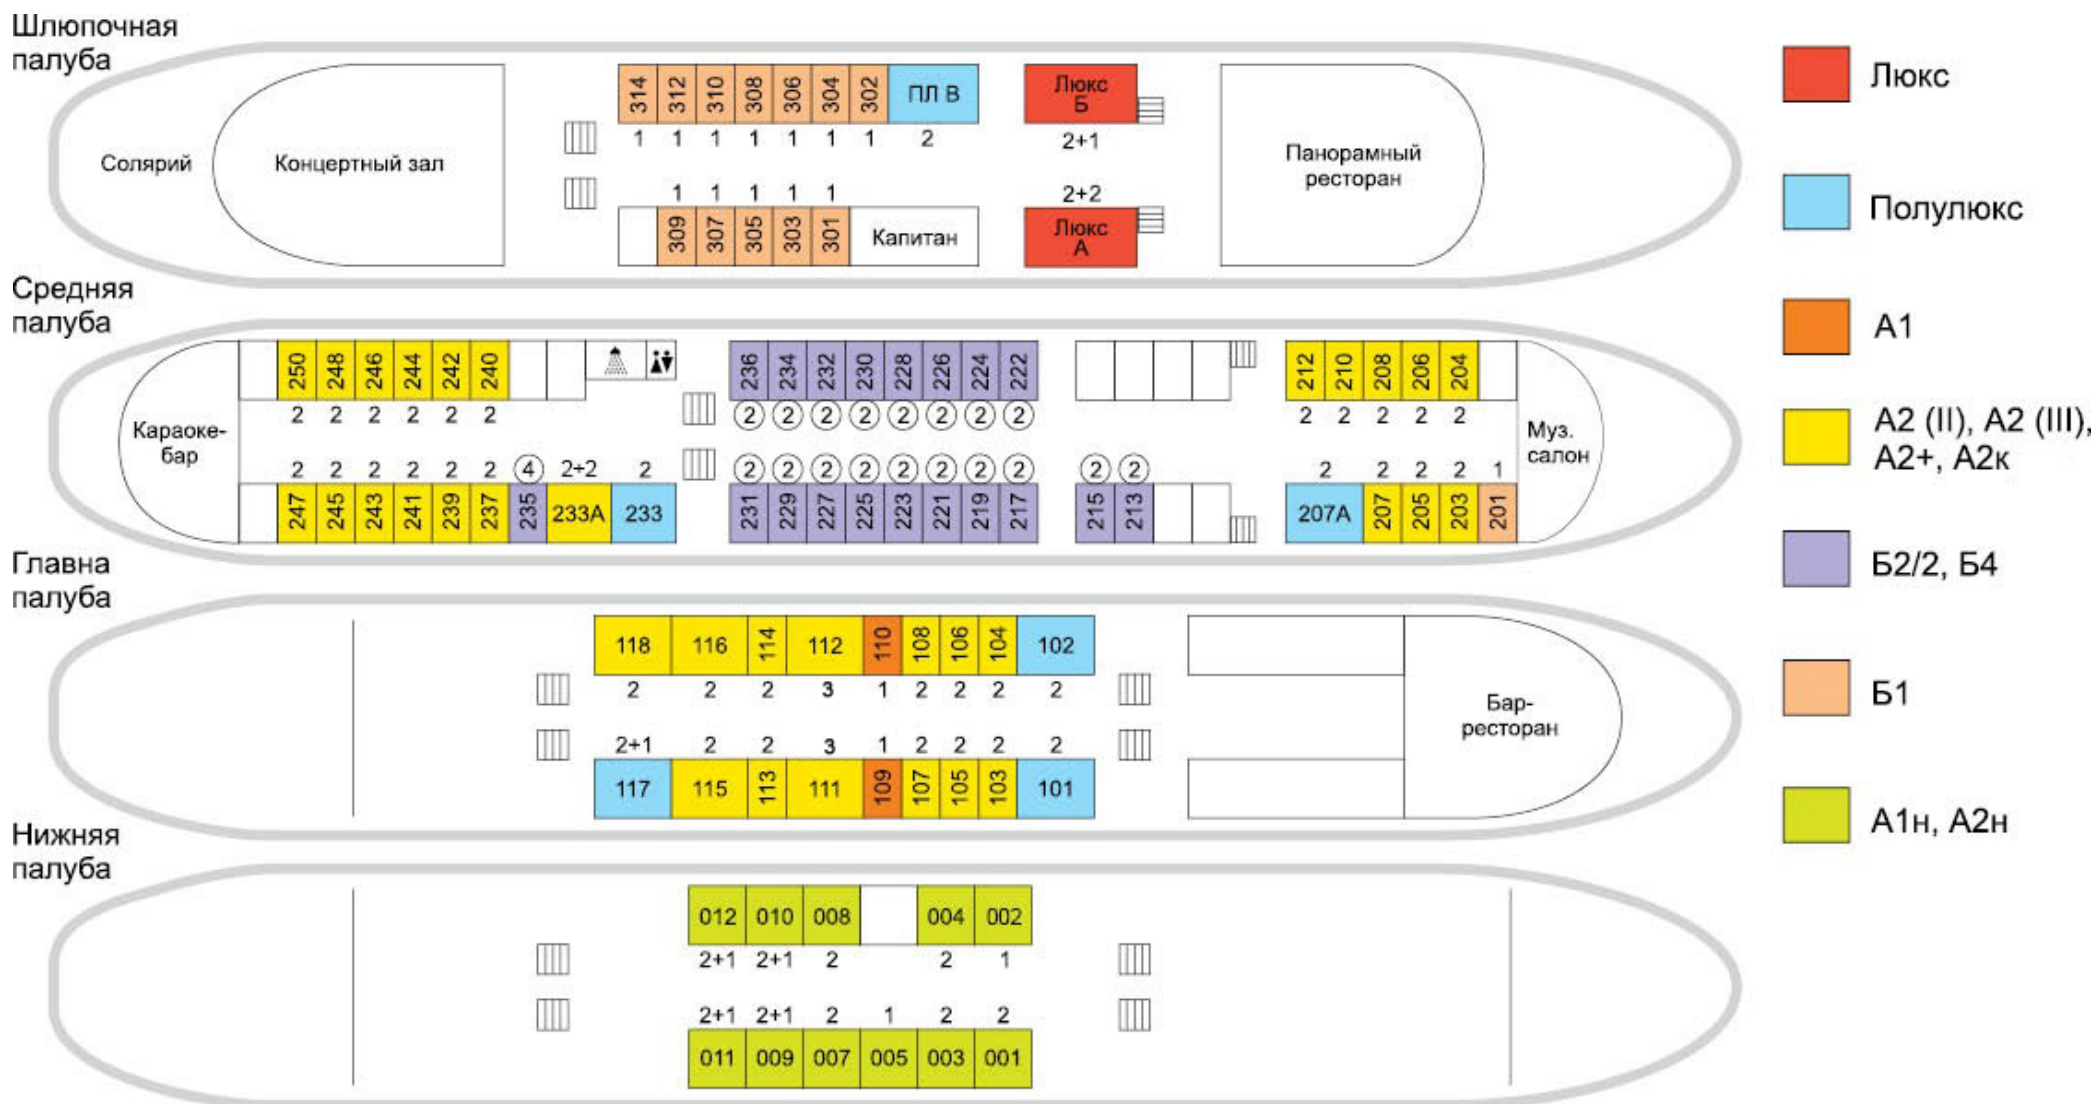 Шлюпочная
палуба
314 312 310 308 306 304 302 ПЛ В Люкс
Б
1 1 1 1 1 1 1 2 2+1
Солярий Концертный зал Панорамный
ресторан
1 1 1 1 1 2+2
309 307 305 303 301 Капитан Люкс
А
Средняя
палуба
250 248 246 244 242 240 236 234 232 230 228 226 224 222 212 210 208 206 204
2 2 2 2 2 2 2 2 2 2 2 2 2 2 2 2 2 2 2
Караоке-
бар
Муз.
салон
2 2 2 2 2 2 4 2+2 2 2 2 2 2 2 2 2 2 2 2 2 2 2 2 1
247 245 243 241 239 237 235 233А 233 231 229 227 225 223 221 219 217 215 213 207А 207 205 203 201
Главна
палуба
118 116 114 112 110 108 106 104 102
2 2 2 3 1 2 2 2 2
Бар-
ресторан
2+1 2 2 3 1 2 2 2 2
117 115 113 111 109 107 105 103 101
Нижняя
палуба
012 010 008 004 002
2+1 2+1 2 2 1
2+1 2+1 2 1 2 2
011 009 007 005 003 001
Люкс
Полулюкс
А1
А2 (II), А2 (III),
А2+, А2к
Б2/2, Б4
Б1
А1н, А2н